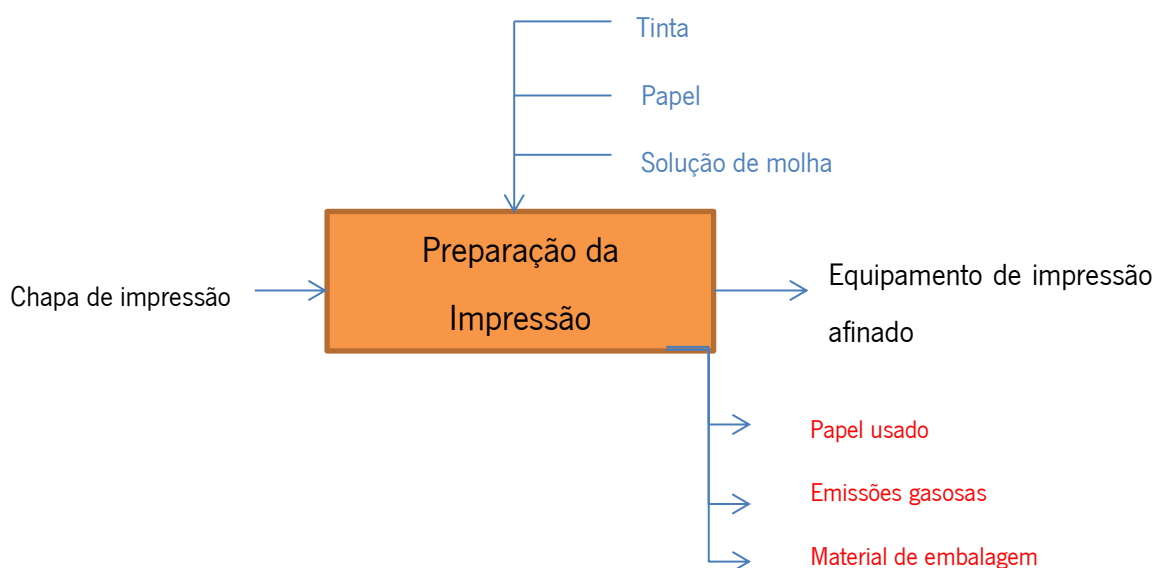 Tinta
Papel
Solução de molha
Preparação da
Impressão
Chapa de impressão
Equipamento de impressão
afinado
Papel usado
Emissões gasosas
Material de embalagem